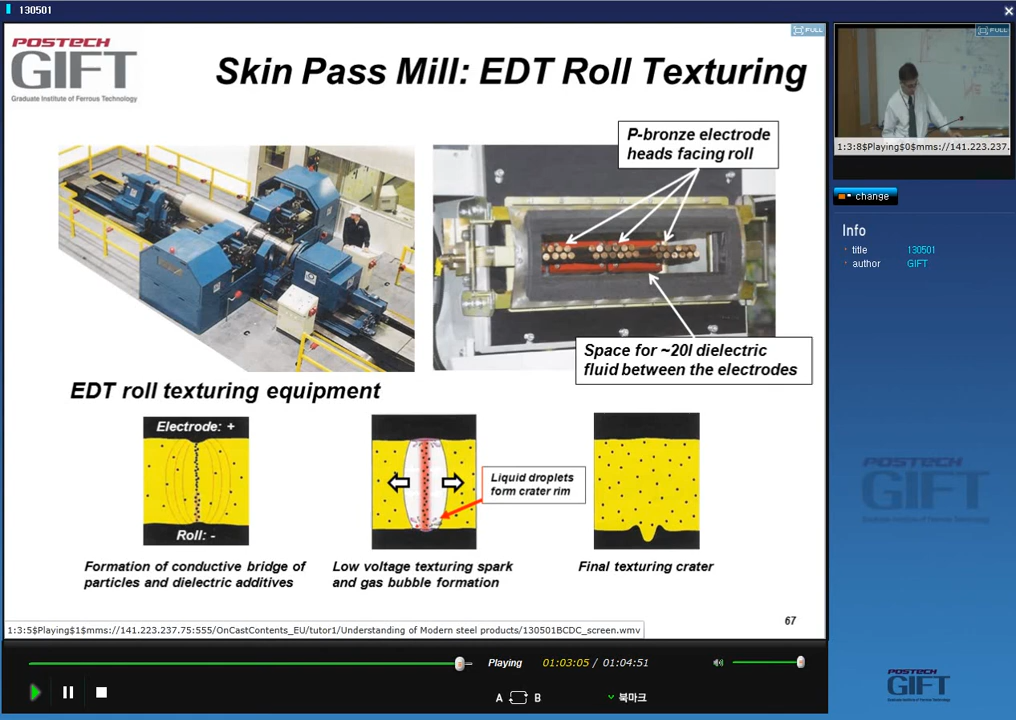 130501
POSTECH
GIFT
Graduate Institute of Ferrous Technology
Skin Pass Mill: EDT Roll Texturing
FULL
P-bronze electrode
heads facing roll
Space for ~20l dielectric
fluid between the electrodes
EDT roll texturing equipment
Electrode: +
Roll: -
Liquid droplets
form crater rim
Formation of conductive bridge of
particles and dielectric additives
Low voltage texturing spark
and gas bubble formation
Final texturing crater
67
1:3:5$Playing$1$mms://141.223.237.75:555/OnCastContents_EU/tutor1/Understanding of Modern steel products/130501BCDC_screen.wmv
FULL
1:3:8$Playing$0$mms://141.223.237.
change
Info
title 130501
author GIFT
POSTECH
GIFT
Graduate Institute of Ferrous Technology
Playing 01:03:05 / 01:04:51
A B 북마크
POSTECH
GIFT